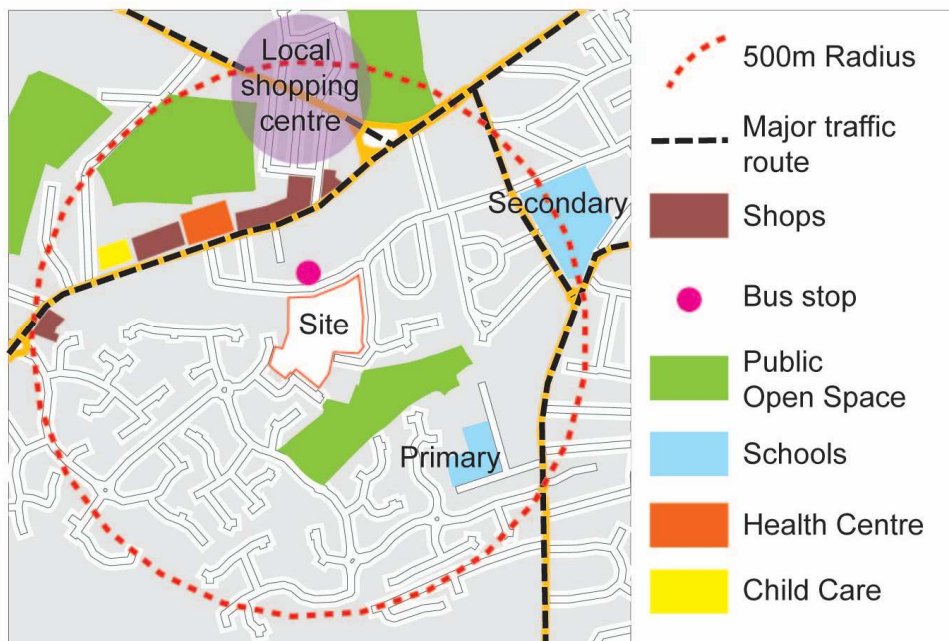 Local
shopping
centre
Secondary
Site
Primary
500m Radius
Major traffic
route
Shops
Bus stop
Public
Open Space
Schools
Health Centre
Child Care